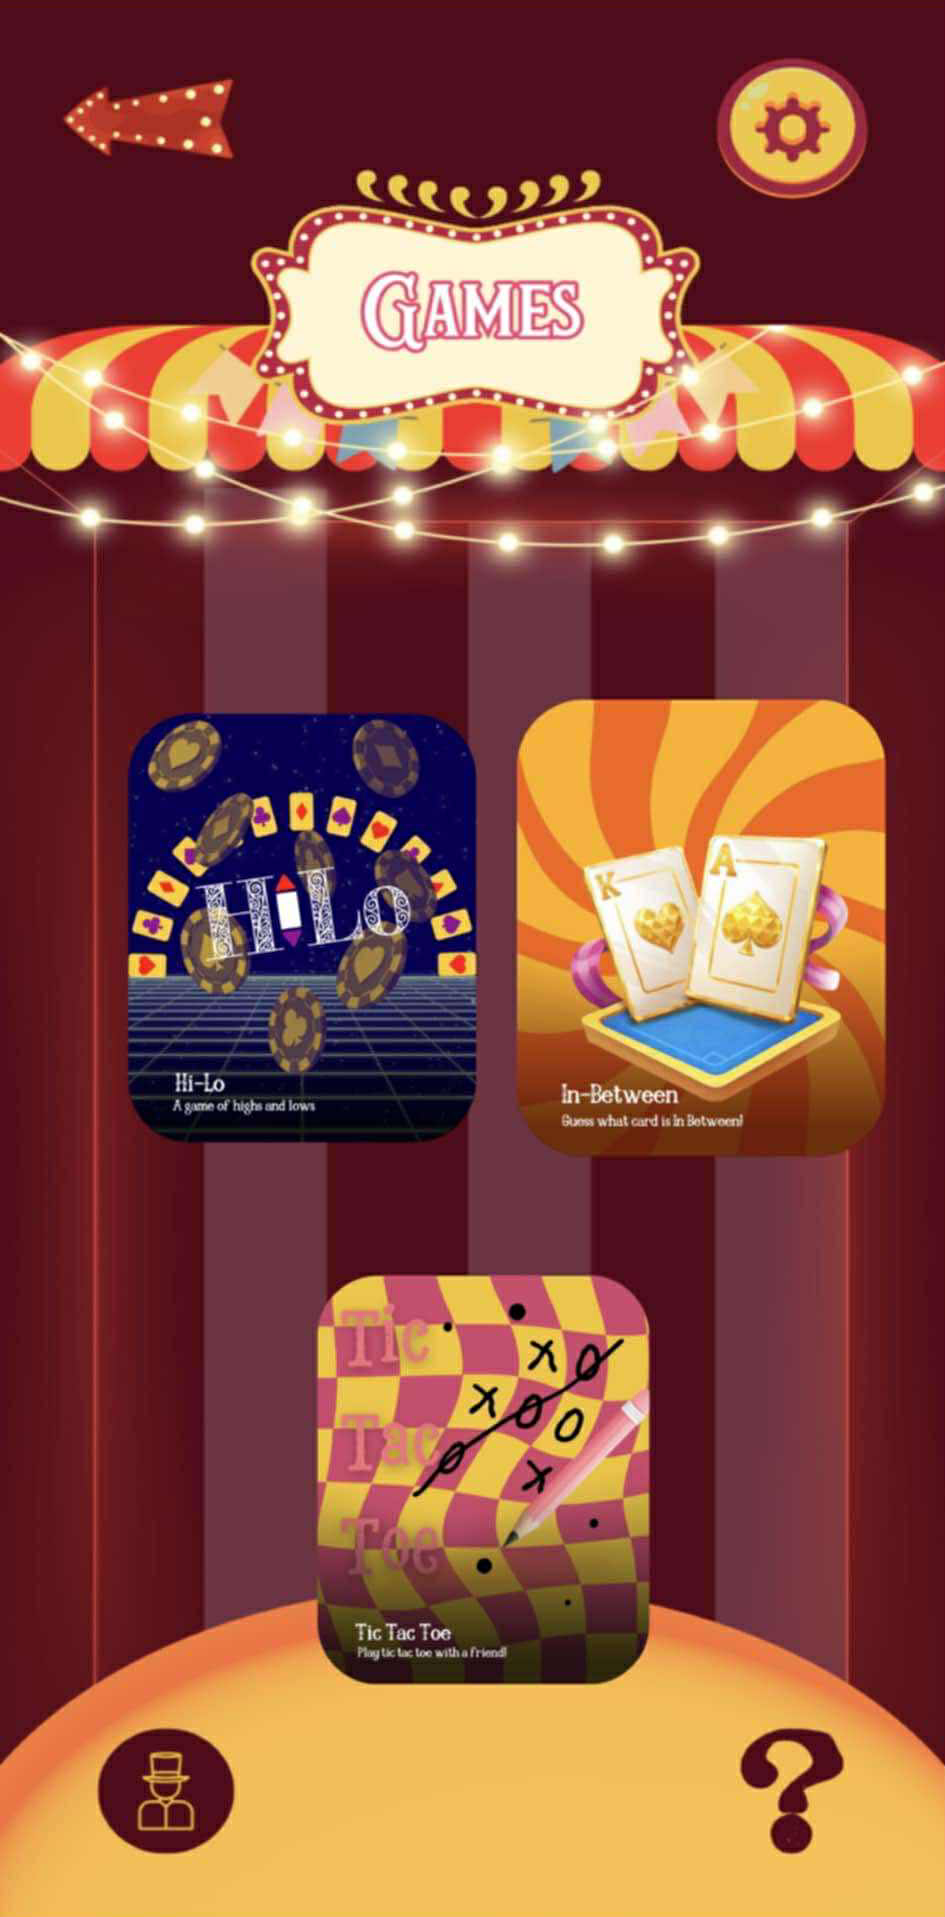 GAMES
HiLo
Hi-Lo
A game of highs and lows
K
A
In-Between
Guess what card is In Between!
Tic
Tac
Toe
X O
X O O
O X
Tic Tac Toe
Play tic tac toe with a friend!
?